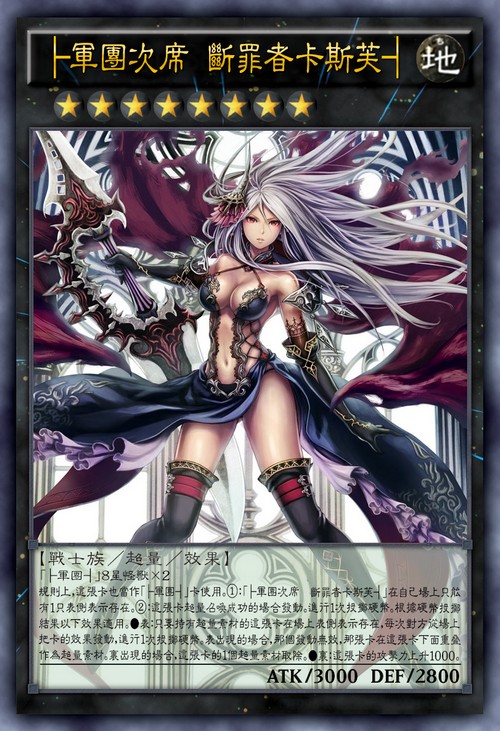 ├軍團次席　斷罪者卡斯芙┤
地
【戰士族／超量／效果】
「├軍團┤」8星怪獸×2
規則上,這張卡也當作「├軍團┤」卡使用。①:「├軍團次席　斷罪者卡斯芙┤」在自己場上只能
有1只表側表示存在。②:這張卡超量召喚成功的場合發動。進行1次投擲硬幣。根據硬幣投擲
結果以下效果適用。●表:只要持有超量素材的這張卡在場上表側表示存在,每次對方從場上
把卡的效果發動,進行1次投擲硬幣。表出現的場合,那個發動無效,那張卡在這張卡下面重疊
作為超量素材。裏出現的場合,這張卡的1個超量素材取除。●裏:這張卡的攻擊力上升1000。
ATK/3000 DEF/2800